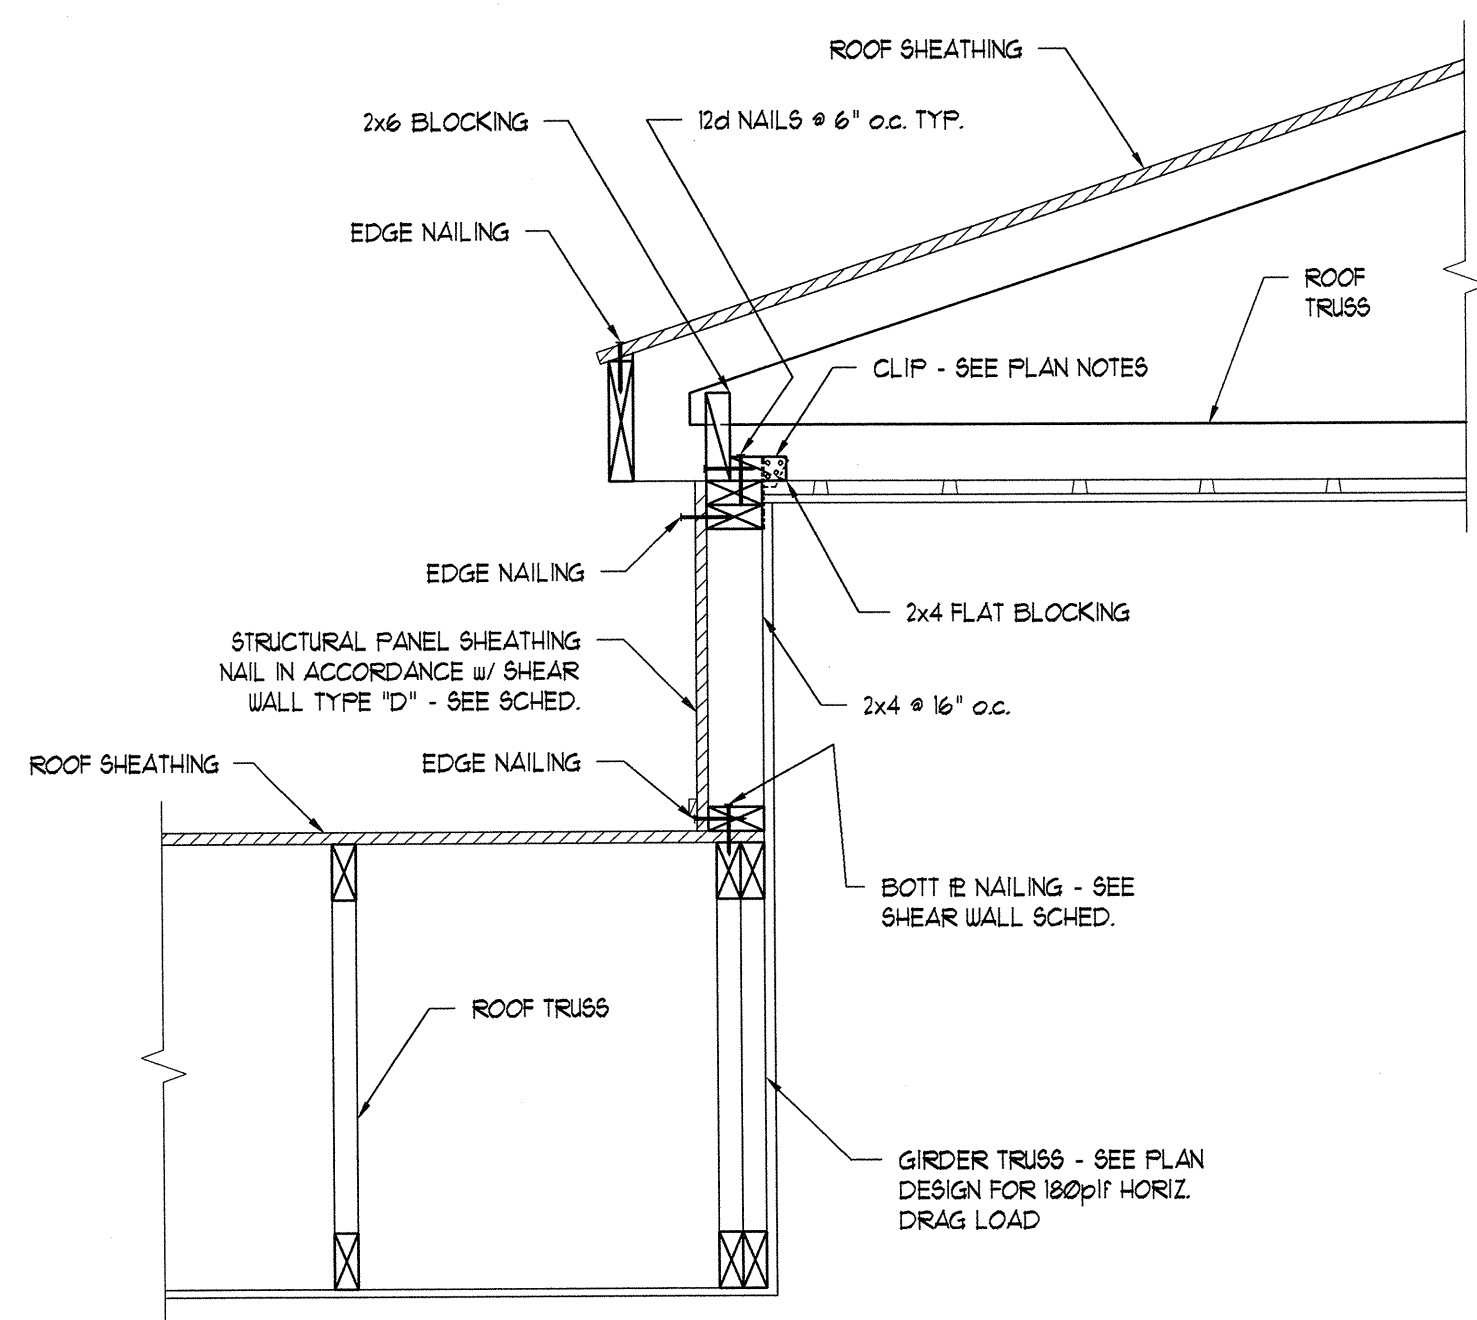 ROOF SHEATHING
2x6 BLOCKING
12d NAILS @ 6" o.c. TYP.
EDGE NAILING
ROOF
TRUSS
CLIP - SEE PLAN NOTES
EDGE NAILING
2x4 FLAT BLOCKING
STRUCTURAL PANEL SHEATHING
NAIL IN ACCORDANCE w/ SHEAR
WALL TYPE "D" - SEE SCHED.
2x4 @ 16" o.c.
ROOF SHEATHING
EDGE NAILING
BOTT PL NAILING - SEE
SHEAR WALL SCHED.
ROOF TRUSS
GIRDER TRUSS - SEE PLAN
DESIGN FOR 180plf HORIZ.
DRAG LOAD